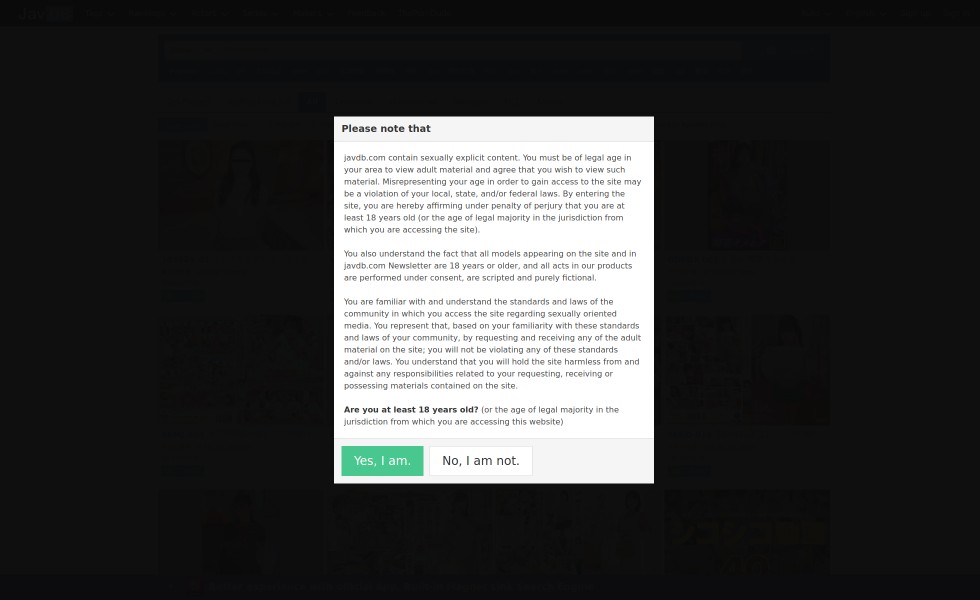 Please note that
javdb.com contain sexually explicit content. You must be of legal age in
your area to view adult material and agree that you wish to view such
material. Misrepresenting your age in order to gain access to the site may
be a violation of your local, state, and/or federal laws. By entering the
site, you are hereby affirming under penalty of perjury that you are at
least 18 years old (or the age of legal majority in the jurisdiction from
which you are accessing the site).
You also understand the fact that all models appearing on the site and in
javdb.com Newsletter are 18 years or older, and all acts in our products
are performed under consent, are scripted and purely fictional.
You are familiar with and understand the standards and laws of the
community in which you access the site regarding sexually oriented
media. You represent that, based on your familiarity with these standards
and laws of your community, by requesting and receiving any of the adult
material on the site; you will not be violating any of these standards
and/or laws. You understand that you will hold the site harmless from and
against any responsibilities related to your requesting, receiving or
possessing materials contained on the site.
Are you at least 18 years old? (or the age of legal majority in the
jurisdiction from which you are accessing this website)
Yes, I am.
No, I am not.